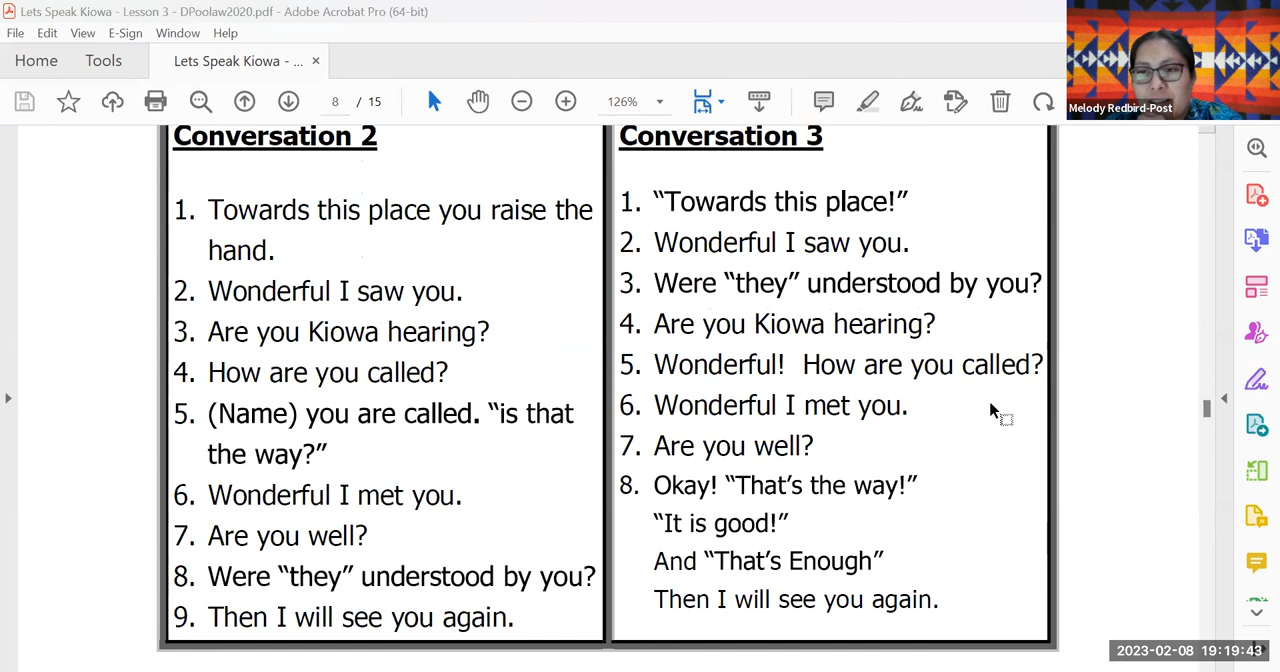 Lets Speak Kiowa - Lesson 3 - DPoolaw2020.pdf - Adobe Acrobat Pro (64-bit)
File Edit View E-Sign Window Help
Home Tools Lets Speak Kiowa - ... ×
8 / 15 126%
Melody Redbird-Post
Conversation 2
1. Towards this place you raise the
hand.
2. Wonderful I saw you.
3. Are you Kiowa hearing?
4. How are you called?
5. (Name) you are called. “is that
the way?”
6. Wonderful I met you.
7. Are you well?
8. Were “they” understood by you?
9. Then I will see you again.
Conversation 3
1. “Towards this place!”
2. Wonderful I saw you.
3. Were “they” understood by you?
4. Are you Kiowa hearing?
5. Wonderful! How are you called?
6. Wonderful I met you.
7. Are you well?
8. Okay! “That’s the way!”
“It is good!”
And “That’s Enough”
Then I will see you again.
2023-02-08 19:19:43